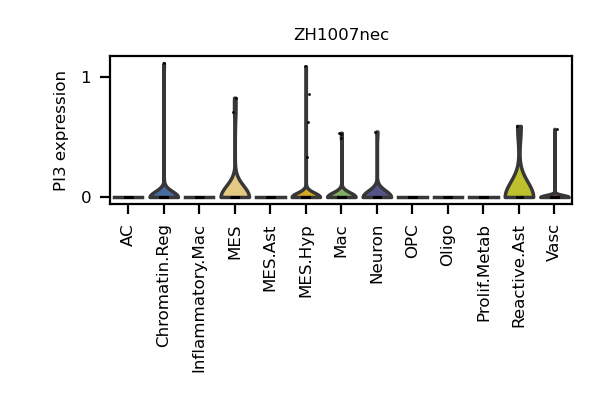 ZH1007nec
PI3 expression
1
0
AC
Chromatin.Reg
Inflammatory.Mac
MES
MES.Ast
MES.Hyp
Mac
Neuron
OPC
Oligo
Prolif.Metab
Reactive.Ast
Vasc